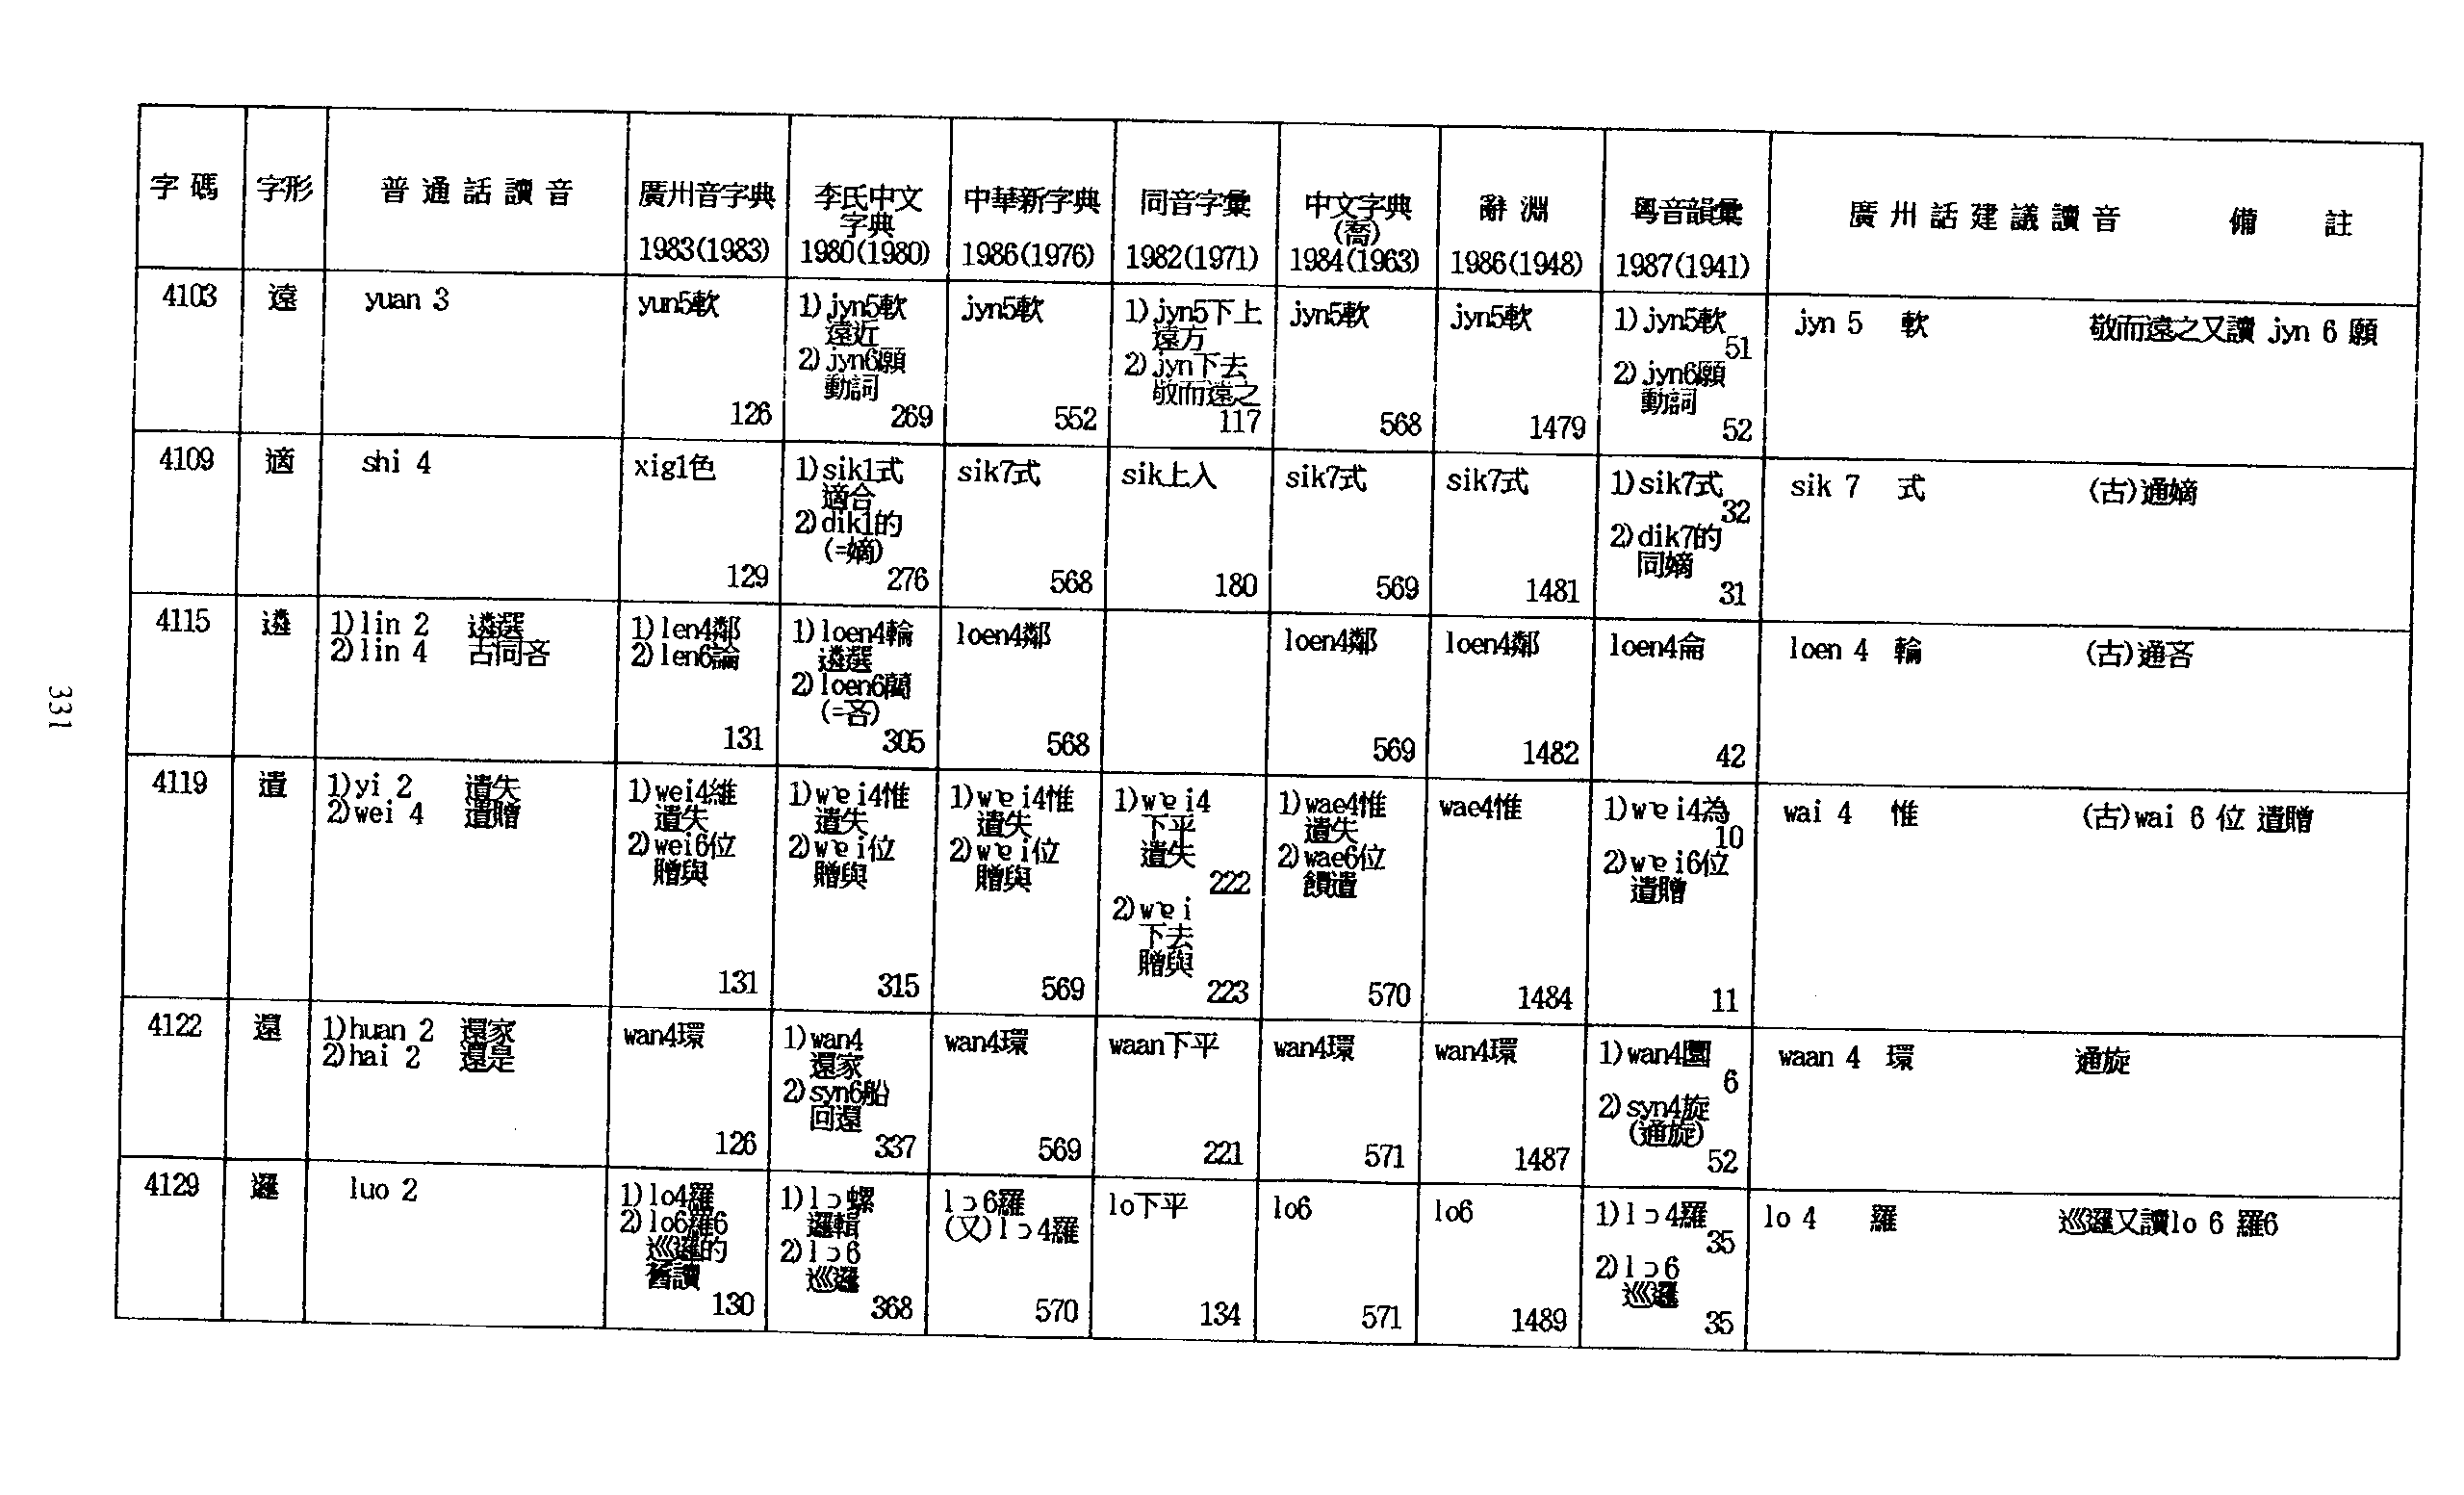 字碼 字形 普通話讀音 廣州音字典 1983(1983) 李氏中文字典 1980(1980) 中華新字典 1986(1976) 同音字彙 1982(1971) 中文字典(喬) 1984(1963) 辭淵 1986(1948) 粵音韻彙 1987(1941) 廣州話建議讀音 備註
4103 遠 yuan 3
yun5軟
126
1)jyn5軟
遠近
2)jyn6願
動詞
269
jyn5軟
552
1)jyn5下上
遠方
2)jyn下去
敬而遠之
117
jyn5軟
568
jyn5軟
1479
1)jyn5軟
51
2)jyn6願
動詞
52
jyn 5 軟 敬而遠之又讀 jyn 6 願
4109 適 shi 4
xig1色
129
1)sik1式
適合
2)dik1的
(=嫡)
276
sik7式
568
sik上入
180
sik7式
569
sik7式
1481
1)sik7式
32
2)dik7的
同嫡
31
sik 7 式 (古)通嫡
4115 遴
1)lin 2 遴選
2)lin 4 古同吝
1)len4鄰
2)len6論
131
1)loen4輪
遴選
2)loen6藺
(=吝)
305
loen4鄰
568
loen4鄰
569
loen4鄰
1482
loen4侖
42
loen 4 輪 (古)通吝
4119 遺
1)yi 2 遺失
2)wei 4 遺贈
1)wei4維
遺失
2)wei6位
贈與
131
1)wɐi4惟
遺失
2)wɐi位
贈與
315
1)wɐi4惟
遺失
2)wɐi位
贈與
569
1)wɐi4
下平
遺失
222
2)wɐi
下去
贈與
223
1)wae4惟
遺失
2)wae6位
饋遺
570
wae4惟
1484
1)wɐi4為
10
2)wɐi6位
遺贈
11
wai 4 惟 (古)wai 6 位 遺贈
4122 還
1)huan 2 還家
2)hai 2 還是
wan4環
126
1)wan4
還家
2)syn6船
回還
337
wan4環
569
waan下平
221
wan4環
571
wan4環
1487
1)wan4圜
6
2)syn4旋
(通旋)
52
waan 4 環 通旋
4129 邏 luo 2
1)lo4羅
2)lo6羅6
巡邏的
舊讀
130
1)lɔ螺
邏輯
2)lɔ6
巡邏
368
lɔ6羅
(又)lɔ4羅
570
lo下平
134
lo6
571
lo6
1489
1)lɔ4羅
35
2)lɔ6
巡邏
35
lo 4 羅 巡邏又讀lo 6 羅6
331